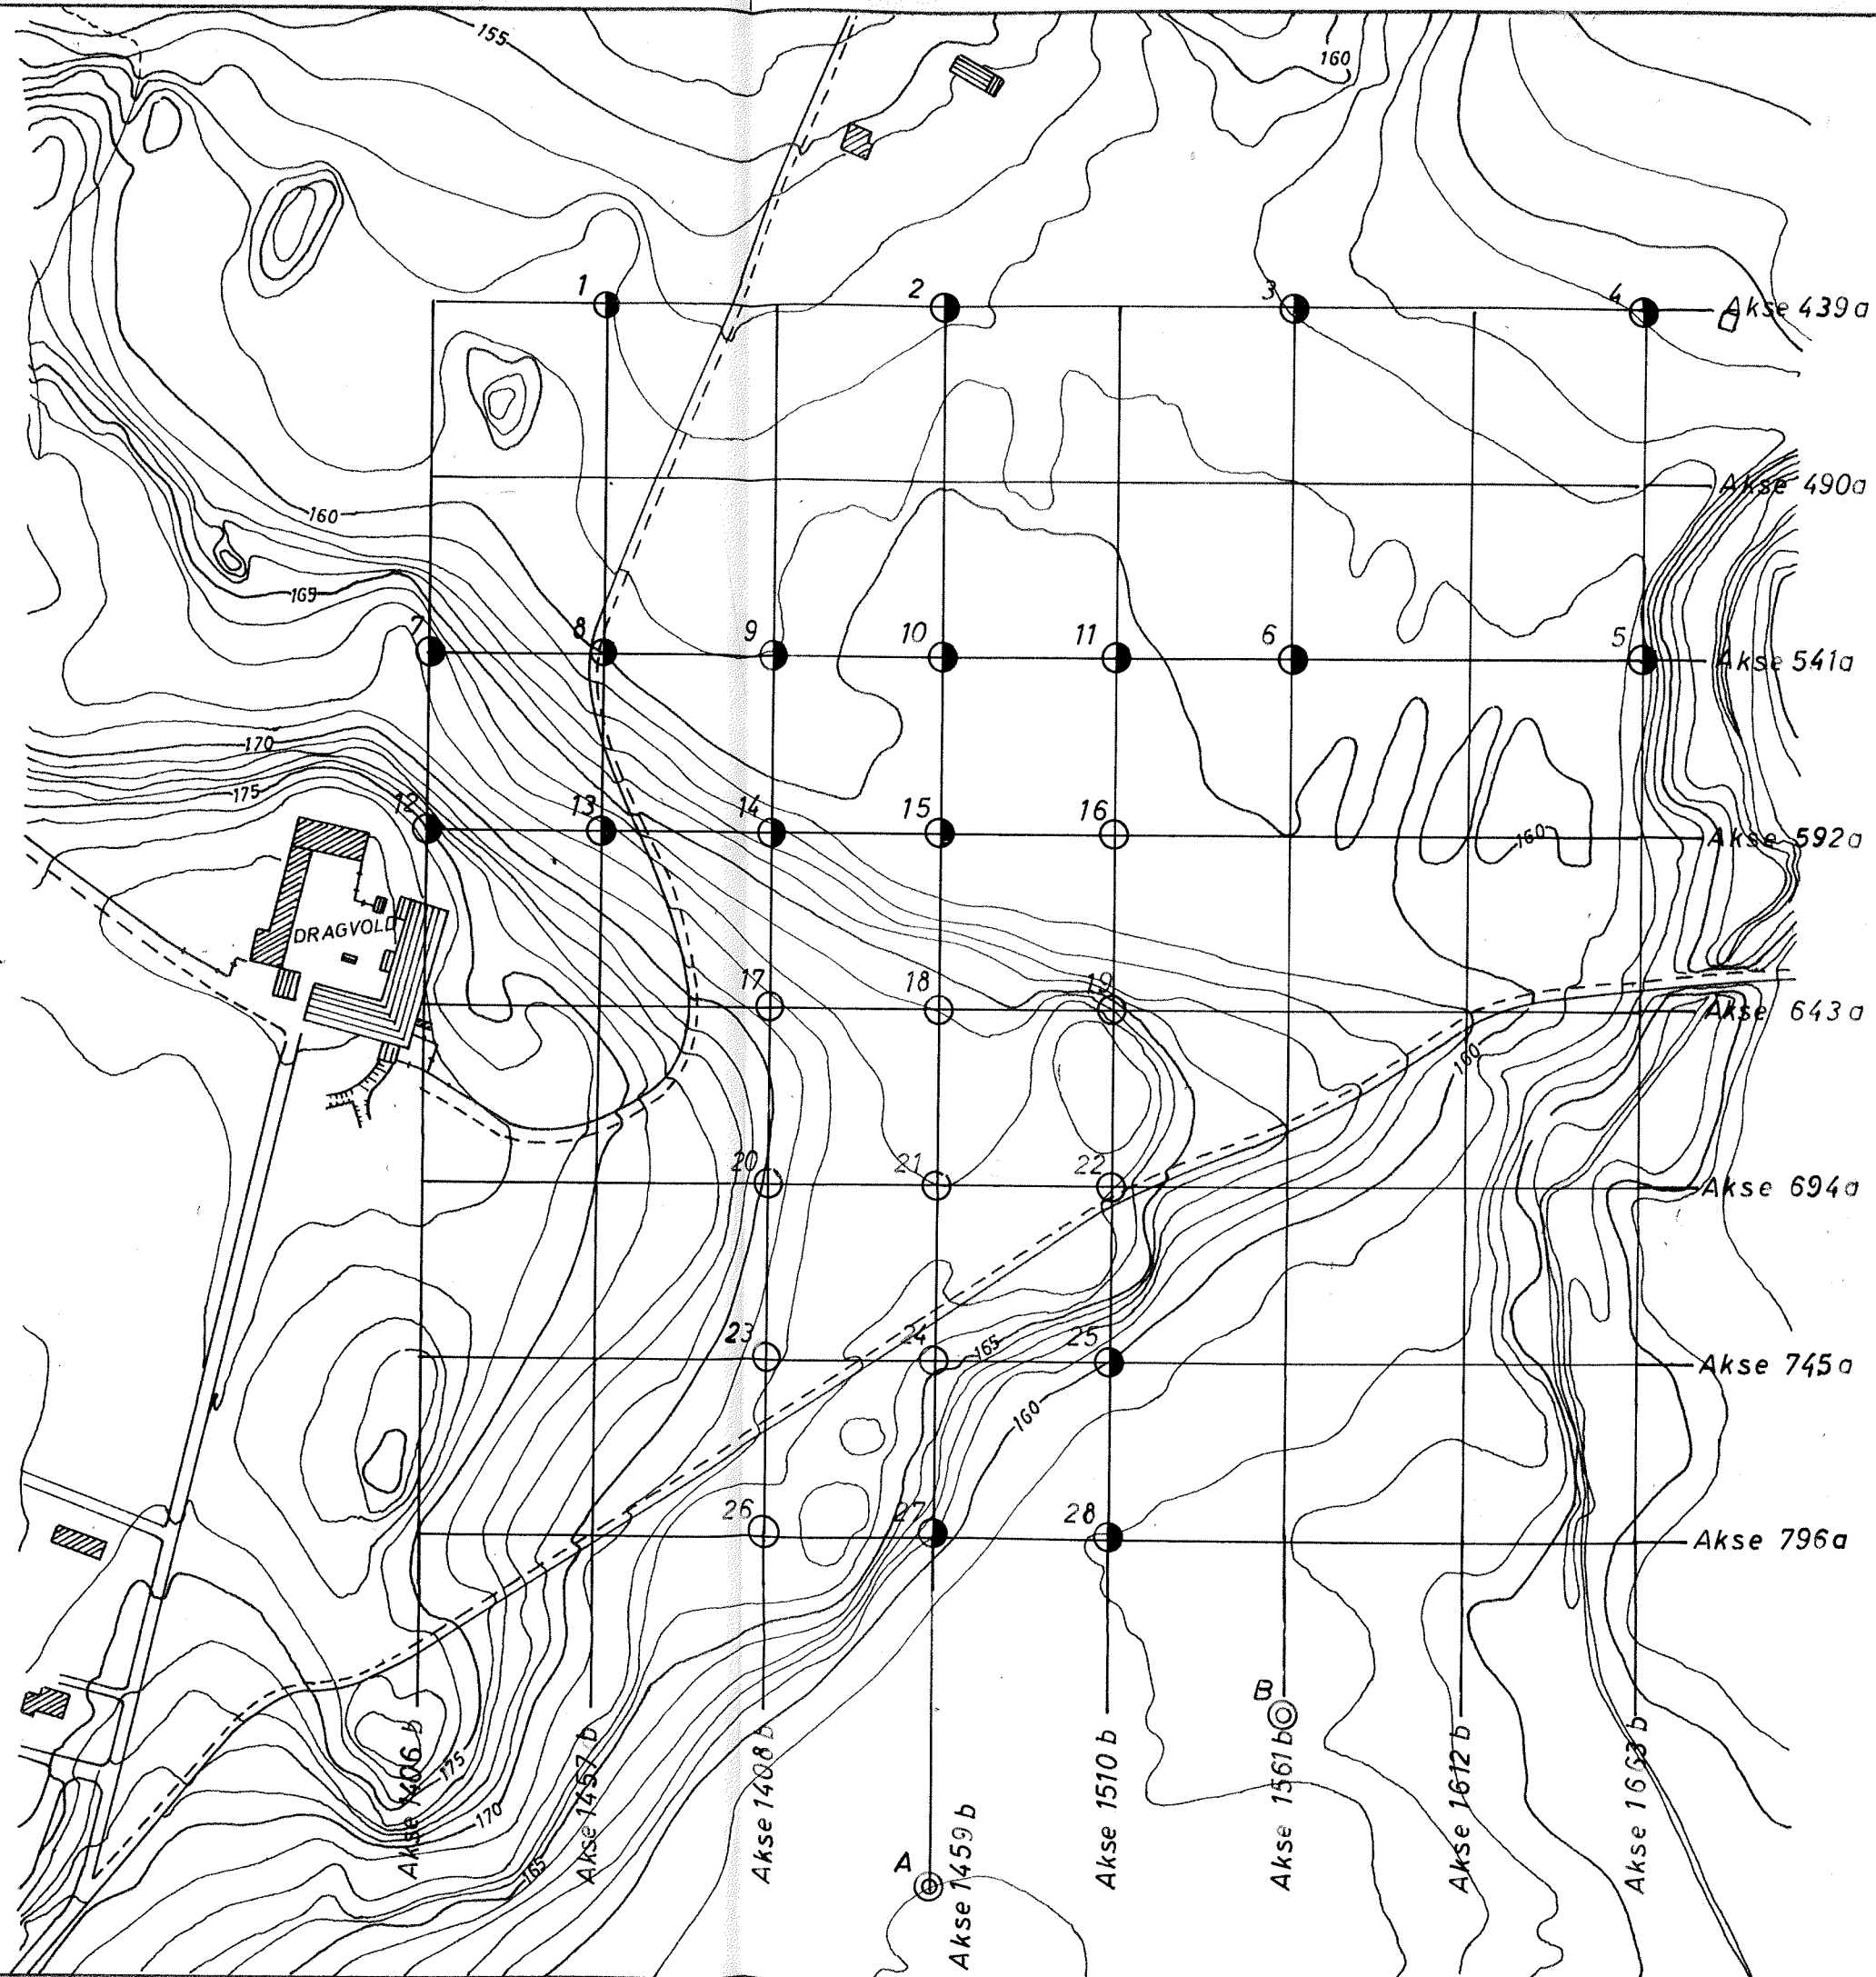 155
160
1
2
3
4
Akse 439a
Akse 490a
160
165
7
8
9
10
11
6
5
Akse 541a
170
175
12
13
14
15
16
160
Akse 592a
DRAGVOLD
17
18
19
Akse 643a
160
20
21
22
Akse 694a
23
24
165
25
Akse 745a
160
26
27
28
Akse 796a
B
175
170
165
A
Akse 1406 b
Akse 1457 b
Akse 1408 b
Akse 1459 b
Akse 1510 b
Akse 1561 b
Akse 1612 b
Akse 1663 b